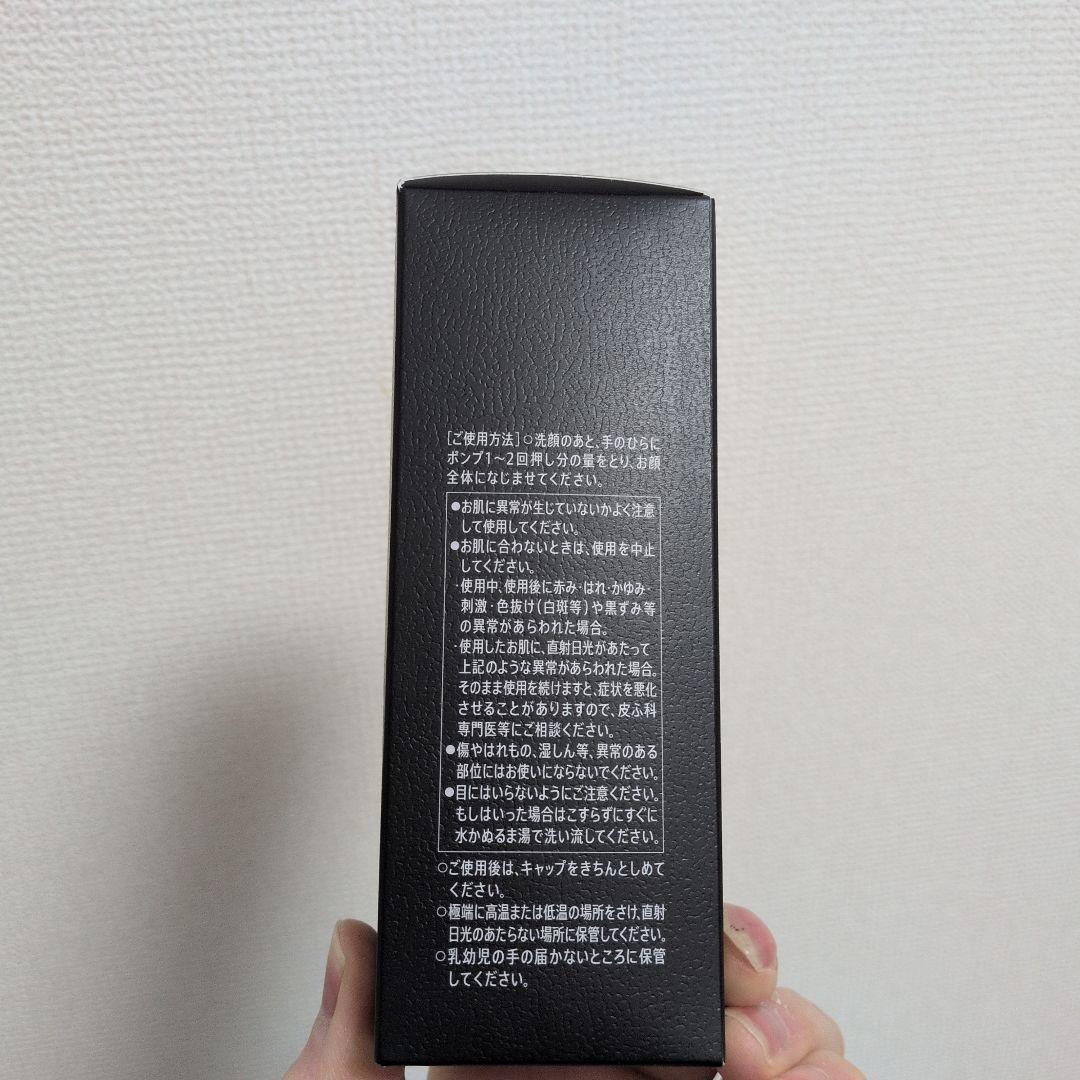 ［ご使用方法］○洗顔のあと、手のひらに
ポンプ1〜2回押し分の量をとり、お顔
全体になじませてください。
●お肌に異常が生じていないかよく注意
して使用してください。
●お肌に合わないときは、使用を中止
してください。
・使用中、使用後に赤み・はれ・かゆみ・
刺激・色抜け(白斑等)や黒ずみ等
の異常があらわれた場合。
・使用したお肌に、直射日光があたって
上記のような異常があらわれた場合。
そのまま使用を続けますと、症状を悪化
させることがありますので、皮ふ科
専門医等にご相談ください。
●傷やはれもの、湿しん等、異常のある
部位にはお使いにならないでください。
●目にはいらないようにご注意ください。
もしはいった場合はこすらずにすぐに
水かぬるま湯で洗い流してください。
○ご使用後は、キャップをきちんとしめて
ください。
○極端に高温または低温の場所をさけ、直射
日光のあたらない場所に保管してください。
○乳幼児の手の届かないところに保管
してください。